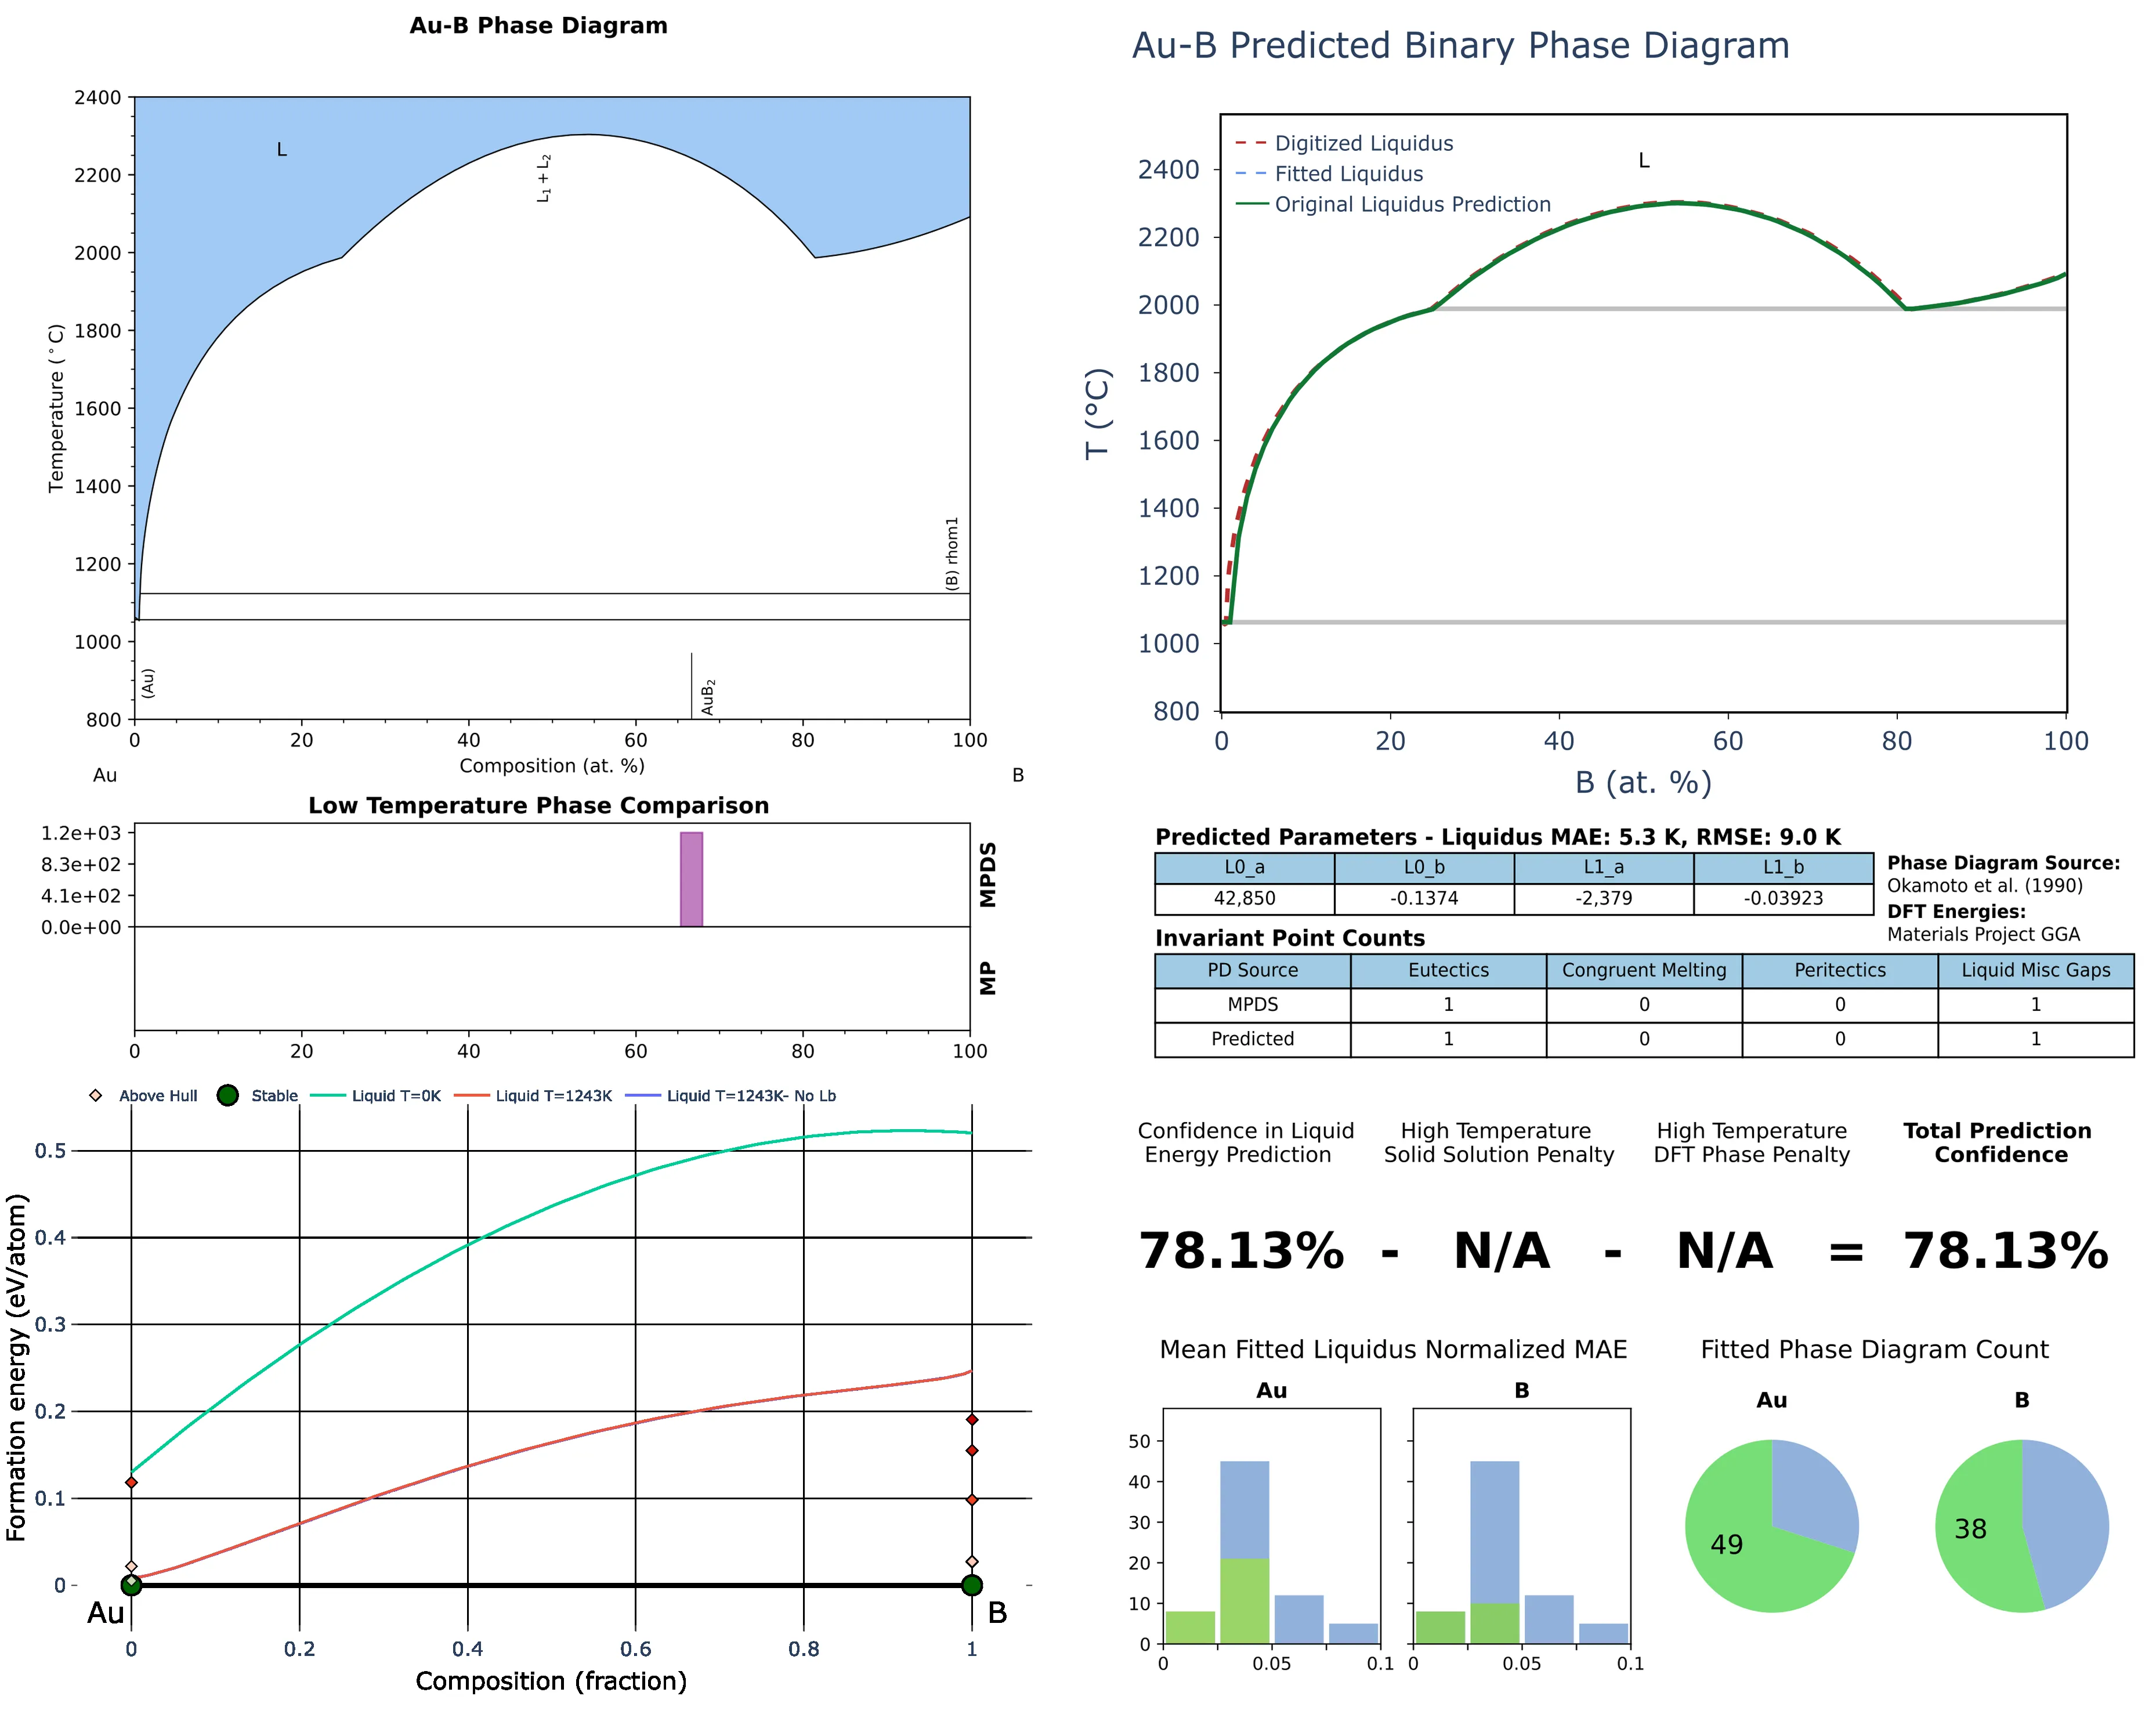 Au-B Phase Diagram
2400
2200
2000
1800
1600
1400
1200
1000
800
Temperature (°C)
L
L1 + L2
(B) rhom1
(Au)
AuB2
0 20 40 60 80 100
Composition (at. %)
Au B
Low Temperature Phase Comparison
1.2e+03
8.3e+02
4.1e+02
0.0e+00
MPDS
MP
0 20 40 60 80 100
Above Hull Stable Liquid T=0K Liquid T=1243K Liquid T=1243K- No Lb
0.5
0.4
0.3
0.2
0.1
0
Formation energy (eV/atom)
Au B
0 0.2 0.4 0.6 0.8 1
Composition (fraction)
Au-B Predicted Binary Phase Diagram
Digitized Liquidus
Fitted Liquidus
Original Liquidus Prediction
L
2400
2200
2000
1800
1600
1400
1200
1000
800
T (°C)
0 20 40 60 80 100
B (at. %)
Predicted Parameters - Liquidus MAE: 5.3 K, RMSE: 9.0 K
L0_a L0_b L1_a L1_b
42,850 -0.1374 -2,379 -0.03923
Phase Diagram Source:
Okamoto et al. (1990)
DFT Energies:
Materials Project GGA
Invariant Point Counts
PD Source Eutectics Congruent Melting Peritectics Liquid Misc Gaps
MPDS 1 0 0 1
Predicted 1 0 0 1
Confidence in Liquid
Energy Prediction
High Temperature
Solid Solution Penalty
High Temperature
DFT Phase Penalty
Total Prediction
Confidence
78.13% - N/A - N/A = 78.13%
Mean Fitted Liquidus Normalized MAE
Au B
50
40
30
20
10
0
0 0.05 0.1 0 0.05 0.1
Fitted Phase Diagram Count
Au B
49 38